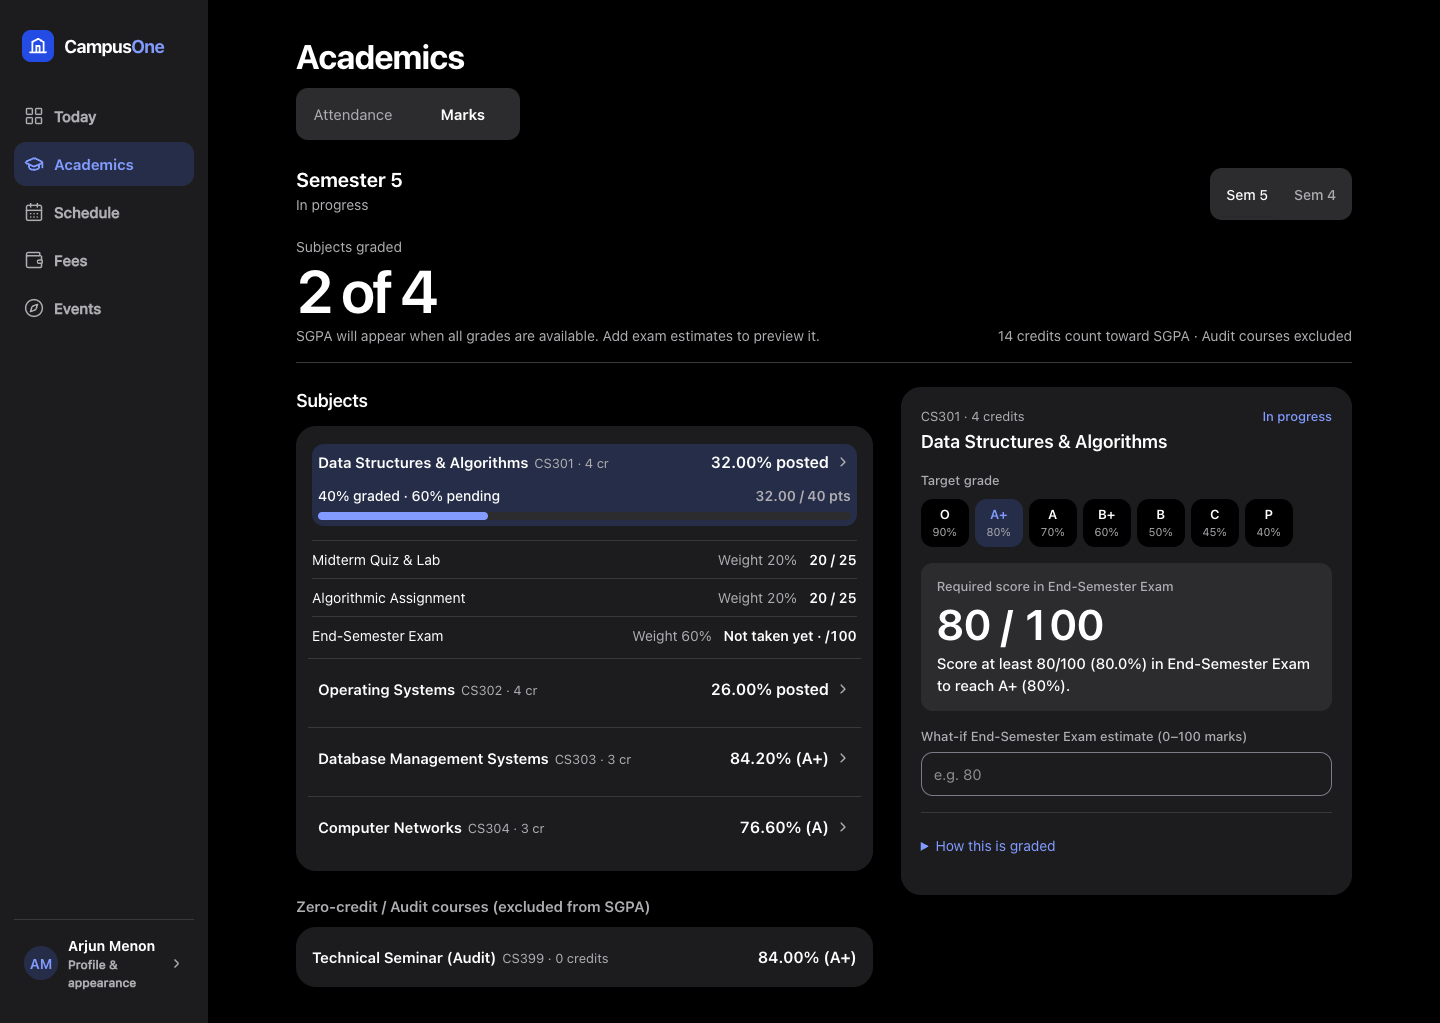 CampusOne
Today
Academics
Schedule
Fees
Events
Arjun Menon
AM
Profile &
appearance
Academics
Attendance Marks
Semester 5
In progress
Sem 5 Sem 4
Subjects graded
2 of 4
SGPA will appear when all grades are available. Add exam estimates to preview it.
14 credits count toward SGPA · Audit courses excluded
Subjects
Data Structures & Algorithms CS301 · 4 cr 32.00% posted
40% graded · 60% pending 32.00 / 40 pts
Midterm Quiz & Lab Weight 20% 20 / 25
Algorithmic Assignment Weight 20% 20 / 25
End-Semester Exam Weight 60% Not taken yet · /100
Operating Systems CS302 · 4 cr 26.00% posted
Database Management Systems CS303 · 3 cr 84.20% (A+)
Computer Networks CS304 · 3 cr 76.60% (A)
Zero-credit / Audit courses (excluded from SGPA)
Technical Seminar (Audit) CS399 · 0 credits 84.00% (A+)
CS301 · 4 credits In progress
Data Structures & Algorithms
Target grade
O A+ A B+ B C P
90% 80% 70% 60% 50% 45% 40%
Required score in End-Semester Exam
80 / 100
Score at least 80/100 (80.0%) in End-Semester Exam
to reach A+ (80%).
What-if End-Semester Exam estimate (0–100 marks)
e.g. 80
How this is graded